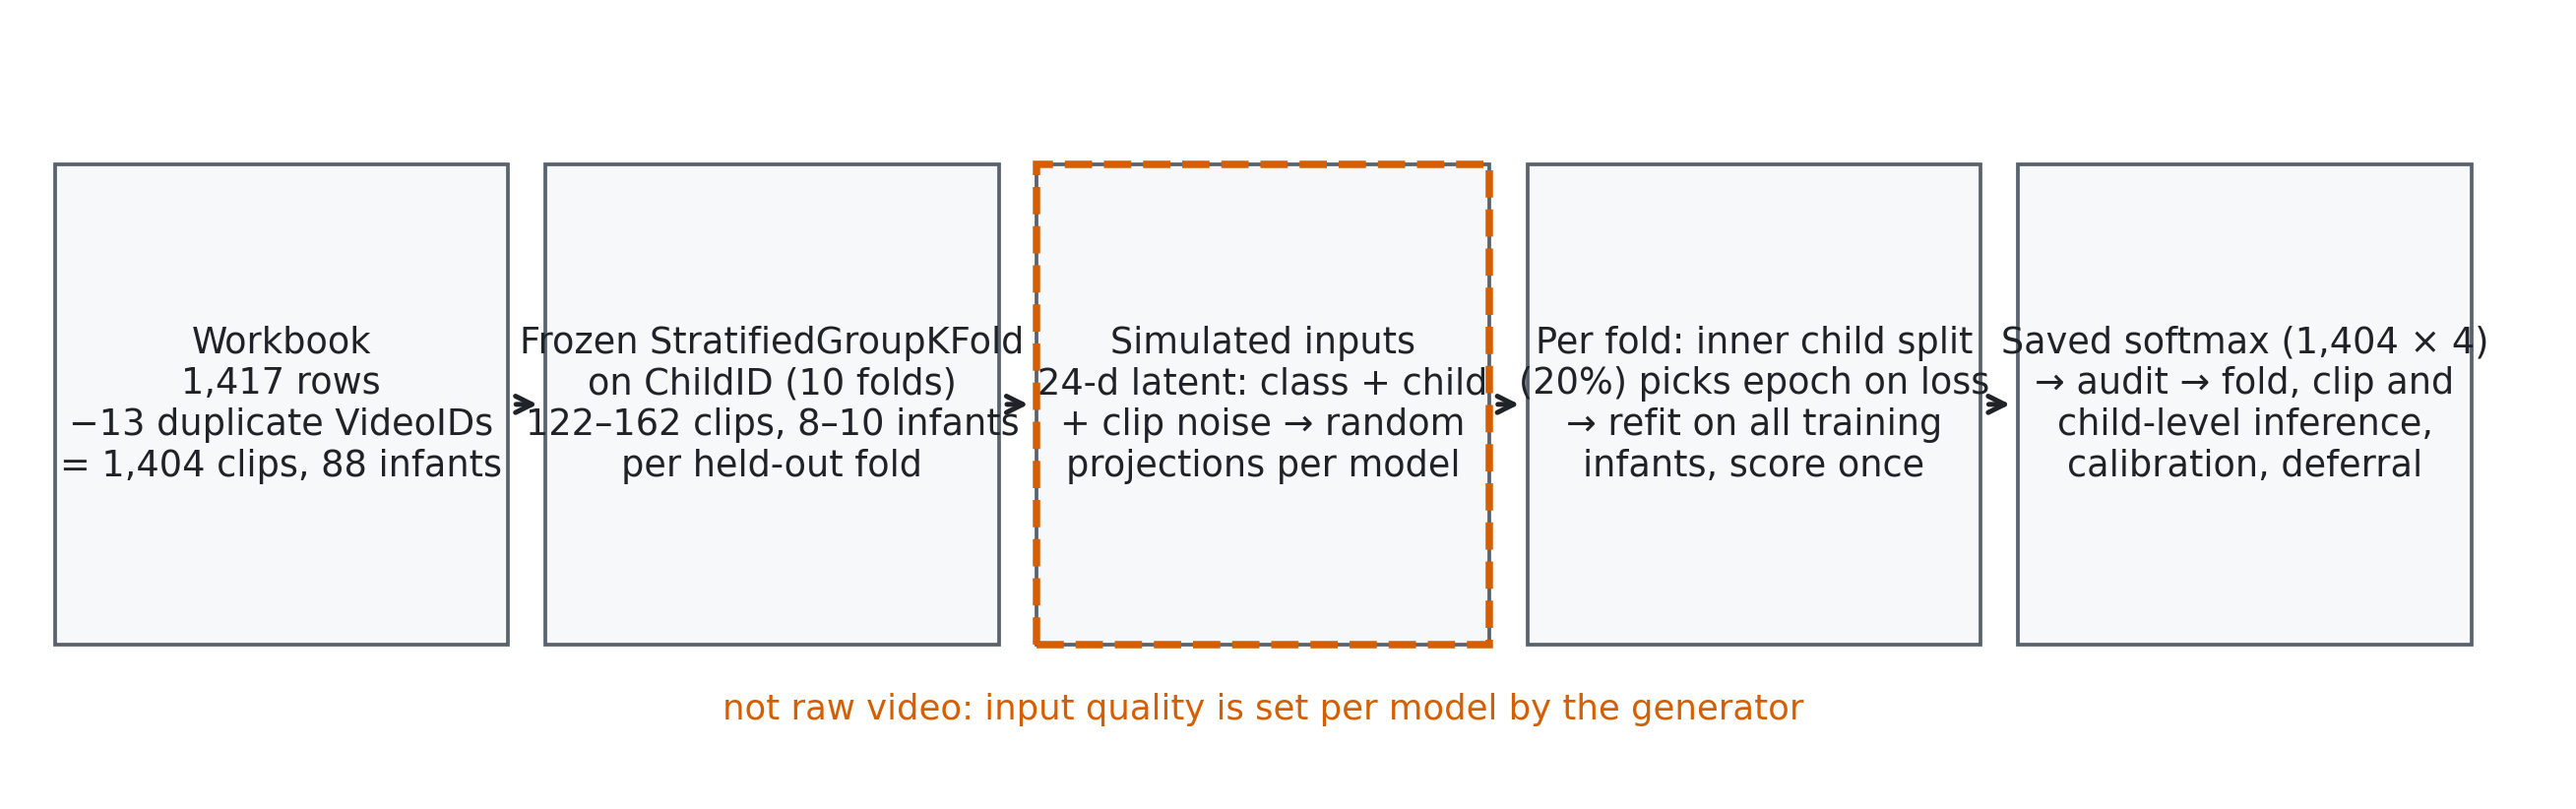 Workbook
1,417 rows
−13 duplicate VideoIDs
= 1,404 clips, 88 infants
Frozen StratifiedGroupKFold
on ChildID (10 folds)
122–162 clips, 8–10 infants
per held-out fold
Simulated inputs
24-d latent: class + child
+ clip noise → random
projections per model
Per fold: inner child split
(20%) picks epoch on loss
→ refit on all training
infants, score once
Saved softmax (1,404 × 4)
→ audit → fold, clip and
child-level inference,
calibration, deferral
not raw video: input quality is set per model by the generator